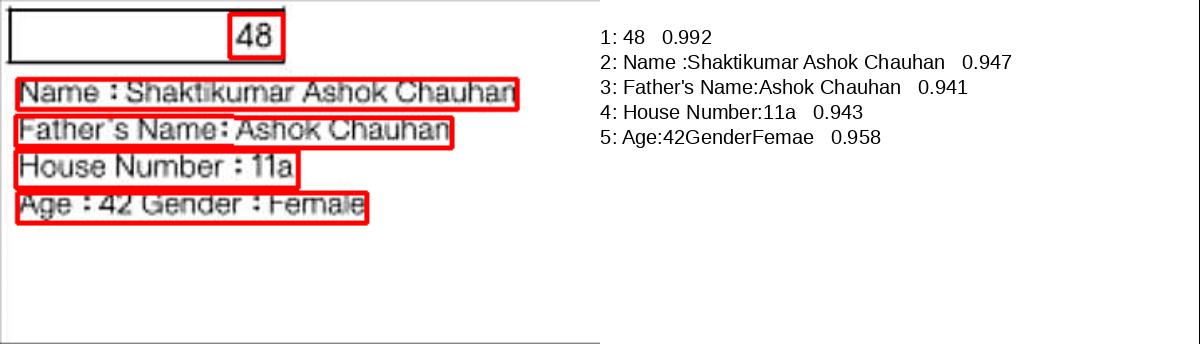 48
Name : Shaktikumar Ashok Chauhan
Father's Name: Ashok Chauhan
House Number : 11a
Age : 42 Gender : Female
1: 48 0.992
2: Name :Shaktikumar Ashok Chauhan 0.947
3: Father's Name:Ashok Chauhan 0.941
4: House Number:11a 0.943
5: Age:42GenderFemae 0.958